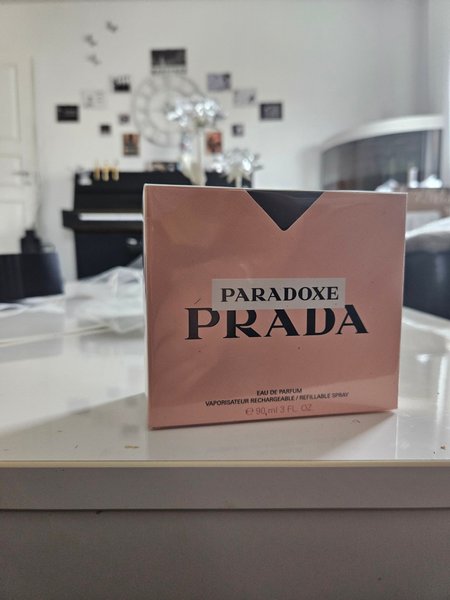 PARADOXE
PRADA
EAU DE PARFUM
VAPORISATEUR RECHARGEABLE / REFILLABLE SPRAY
℮ 90 ml 3 FL. OZ